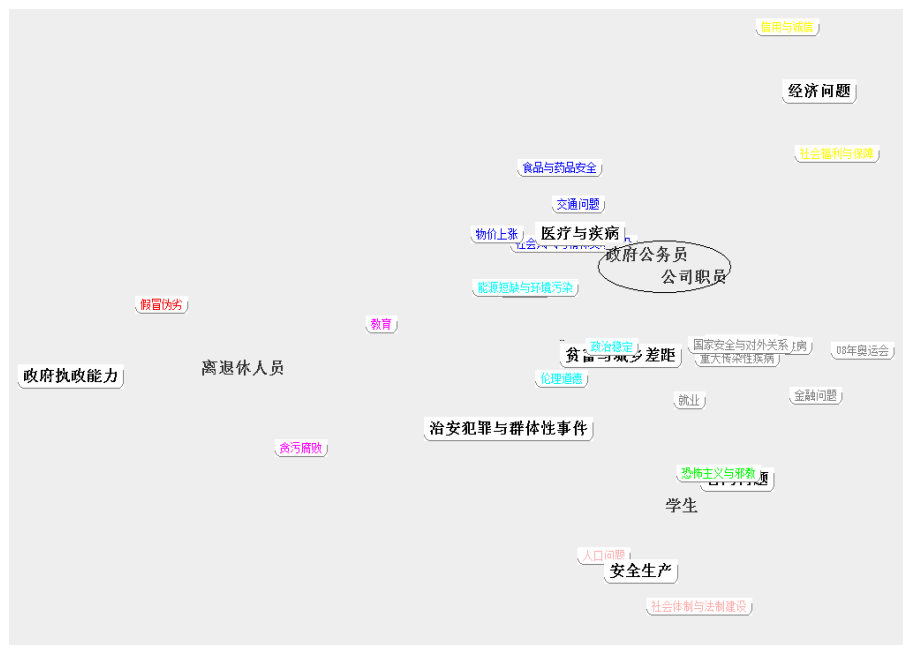 信用与诚信
经济问题
社会福利与保障
食品与药品安全
交通问题
物价上涨
医疗与疾病
政府公务员
公司职员
能源短缺与环境污染
假冒伪劣
教育
政治稳定
国家安全与对外关系
房
08年奥运会
贫富与城乡差距
重大传染性疾病
政府执政能力
离退休人员
伦理道德
就业
金融问题
治安犯罪与群体性事件
贪污腐败
恐怖主义与邪教
学生
人口问题
安全生产
社会体制与法制建设